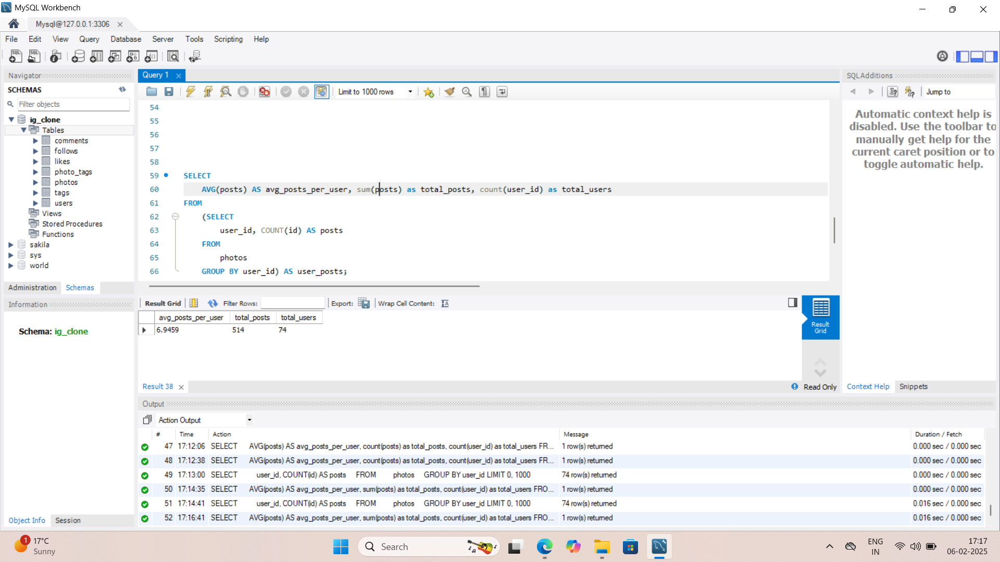 MySQL Workbench
Mysql@127.0.0.1:3306
File Edit View Query Database Server Tools Scripting Help
Navigator
SCHEMAS
Filter objects
ig_clone
Tables
comments
follows
likes
photo_tags
photos
tags
users
Views
Stored Procedures
Functions
sakila
sys
world
Administration Schemas
Information
Schema: ig_clone
Object Info Session
Query 1
Limit to 1000 rows
54
55
56
57
58
59 SELECT
60 AVG(posts) AS avg_posts_per_user, sum(posts) as total_posts, count(user_id) as total_users
61 FROM
62 (SELECT
63 user_id, COUNT(id) AS posts
64 FROM
65 photos
66 GROUP BY user_id) AS user_posts;
Result Grid Filter Rows: Export: Wrap Cell Content:
avg_posts_per_user total_posts total_users
6.9459 514 74
Result Grid
Result 38
Read Only
SQLAdditions
Jump to
Automatic context help is
disabled. Use the toolbar to
manually get help for the
current caret position or to
toggle automatic help.
Context Help Snippets
Output
Action Output
# Time Action Message Duration / Fetch
47 17:12:06 SELECT AVG(posts) AS avg_posts_per_user, count(posts) as total_posts, count(user_id) as total_users FR... 1 row(s) returned 0.000 sec / 0.000 sec
48 17:12:38 SELECT AVG(posts) AS avg_posts_per_user, count(posts) as total_posts, count(user_id) as total_users FR... 1 row(s) returned 0.000 sec / 0.000 sec
49 17:13:00 SELECT user_id, COUNT(id) AS posts FROM photos GROUP BY user_id LIMIT 0, 1000 74 row(s) returned 0.000 sec / 0.000 sec
50 17:14:35 SELECT AVG(posts) AS avg_posts_per_user, sum(posts) as total_posts, count(user_id) as total_users FRO... 1 row(s) returned 0.000 sec / 0.000 sec
51 17:14:41 SELECT user_id, COUNT(id) AS posts FROM photos GROUP BY user_id LIMIT 0, 1000 74 row(s) returned 0.016 sec / 0.000 sec
52 17:16:41 SELECT AVG(posts) AS avg_posts_per_user, sum(posts) as total_posts, count(user_id) as total_users FRO... 1 row(s) returned 0.016 sec / 0.000 sec
1
17°C
Sunny
Search
ENG
IN
17:17
06-02-2025